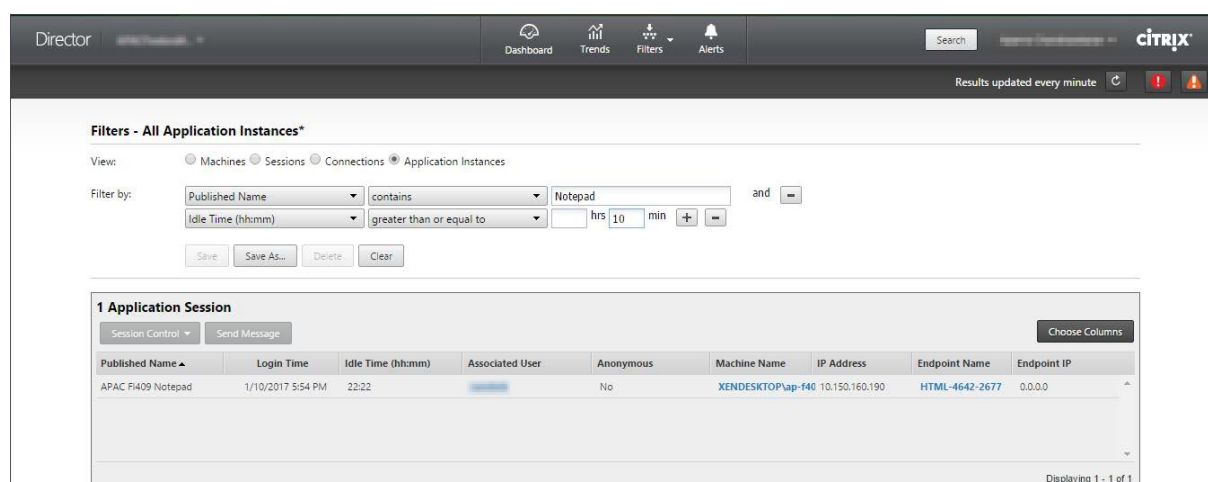 Director
Dashboard
Trends
Filters
Alerts
Search
CİTRIX
Results updated every minute
Filters - All Application Instances*
View: Machines Sessions Connections Application Instances
Filter by: Published Name contains Notepad and
Idle Time (hh:mm) greater than or equal to hrs 10 min + -
Save Save As... Delete Clear
1 Application Session
Session Control Send Message Choose Columns
Published Name Login Time Idle Time (hh:mm) Associated User Anonymous Machine Name IP Address Endpoint Name Endpoint IP
APAC FI409 Notepad 1/10/2017 5:54 PM 22:22 No XENDESKTOP\ap-f40 10.150.160.190 HTML-4642-2677 0.0.0.0
Displaying 1 - 1 of 1